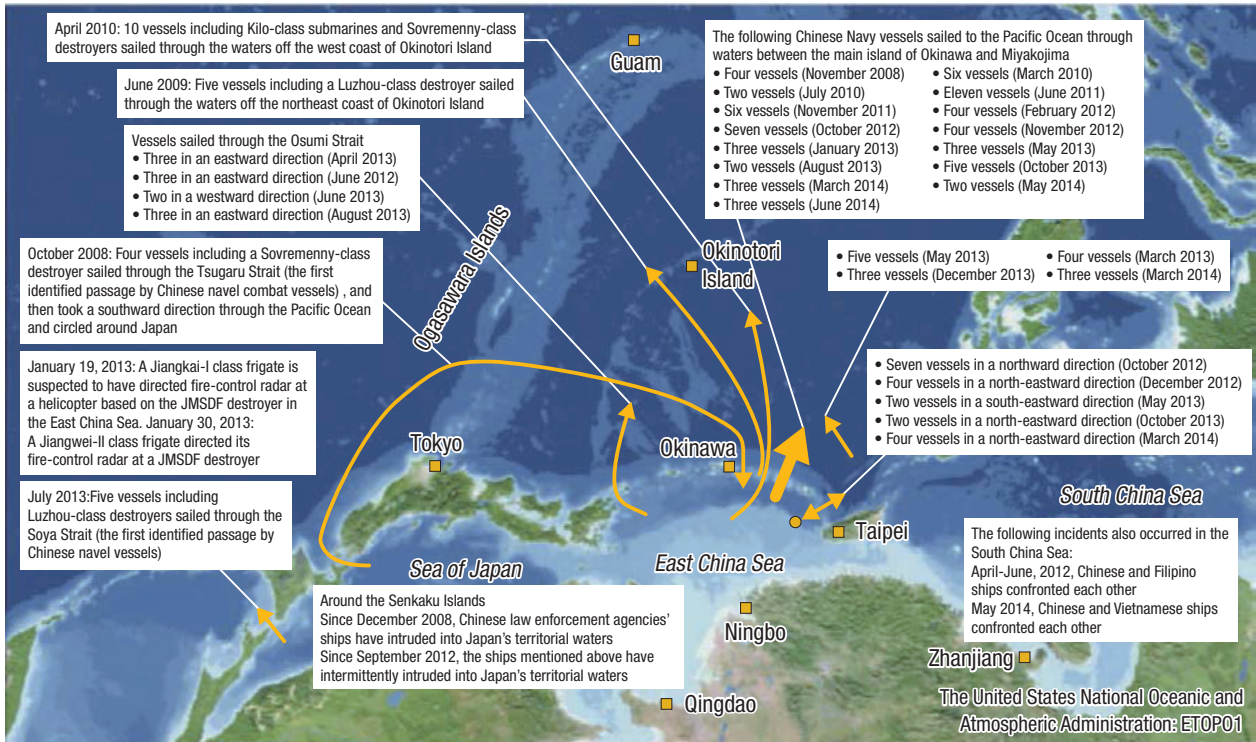 April 2010: 10 vessels including Kilo-class submarines and Sovremenny-class
destroyers sailed through the waters off the west coast of Okinotori Island
June 2009: Five vessels including a Luzhou-class destroyer sailed
through the waters off the northeast coast of Okinotori Island
Vessels sailed through the Osumi Strait
• Three in an eastward direction (April 2013)
• Three in an eastward direction (June 2012)
• Two in a westward direction (June 2013)
• Three in an eastward direction (August 2013)
October 2008: Four vessels including a Sovremenny-class
destroyer sailed through the Tsugaru Strait (the first
identified passage by Chinese navel combat vessels) , and
then took a southward direction through the Pacific Ocean
and circled around Japan
January 19, 2013: A Jiangkai-I class frigate is
suspected to have directed fire-control radar at
a helicopter based on the JMSDF destroyer in
the East China Sea. January 30, 2013:
A Jiangwei-II class frigate directed its
fire-control radar at a JMSDF destroyer
July 2013:Five vessels including
Luzhou-class destroyers sailed through the
Soya Strait (the first identified passage by
Chinese navel vessels)
Guam
The following Chinese Navy vessels sailed to the Pacific Ocean through
waters between the main island of Okinawa and Miyakojima
• Four vessels (November 2008)
• Two vessels (July 2010)
• Six vessels (November 2011)
• Seven vessels (October 2012)
• Three vessels (January 2013)
• Two vessels (August 2013)
• Three vessels (March 2014)
• Three vessels (June 2014)
• Six vessels (March 2010)
• Eleven vessels (June 2011)
• Four vessels (February 2012)
• Four vessels (November 2012)
• Three vessels (May 2013)
• Five vessels (October 2013)
• Two vessels (May 2014)
Ogasawara Islands
Okinotori
Island
• Five vessels (May 2013)
• Three vessels (December 2013)
• Four vessels (March 2013)
• Three vessels (March 2014)
• Seven vessels in a northward direction (October 2012)
• Four vessels in a north-eastward direction (December 2012)
• Two vessels in a south-eastward direction (May 2013)
• Two vessels in a north-eastward direction (October 2013)
• Four vessels in a north-eastward direction (March 2014)
Tokyo
Okinawa
South China Sea
Taipei
Sea of Japan
East China Sea
The following incidents also occurred in the
South China Sea:
April-June, 2012, Chinese and Filipino
ships confronted each other
May 2014, Chinese and Vietnamese ships
confronted each other
Around the Senkaku Islands
Since December 2008, Chinese law enforcement agencies'
ships have intruded into Japan's territorial waters
Since September 2012, the ships mentioned above have
intermittently intruded into Japan's territorial waters
Ningbo
Zhanjiang
Qingdao
The United States National Oceanic and
Atmospheric Administration: ETOPO1